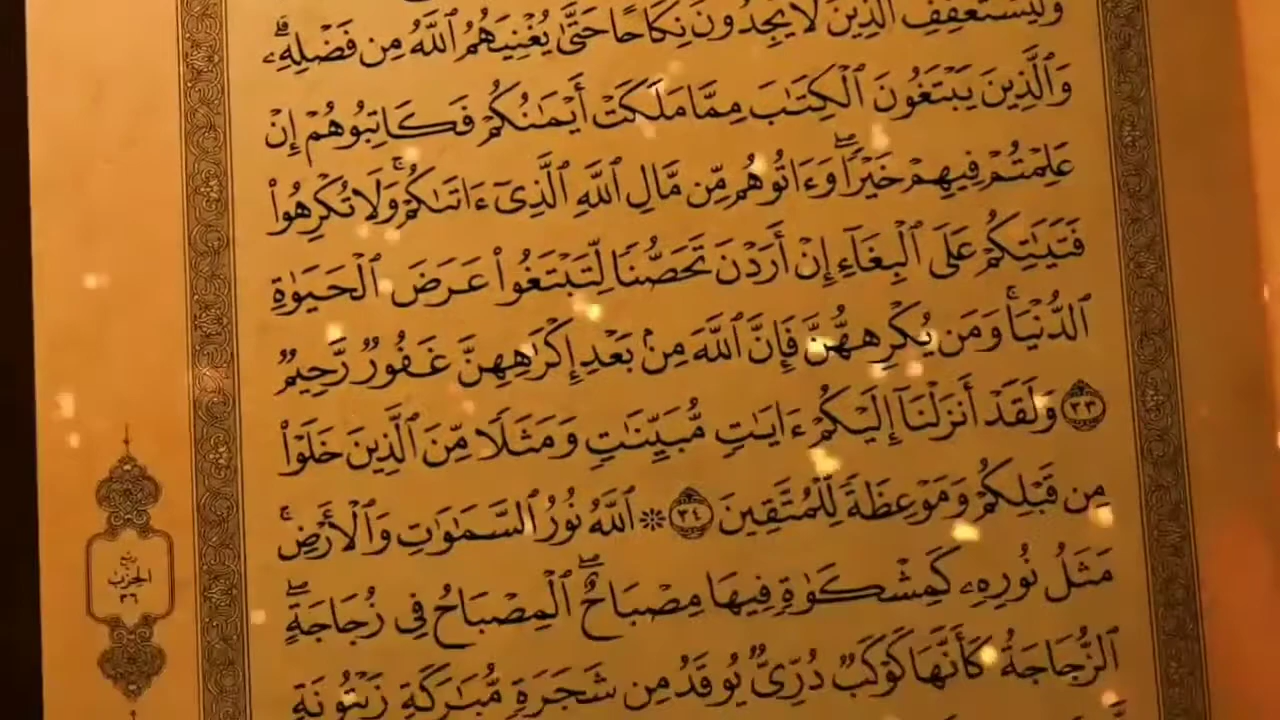 وَلْيَسْتَعْفِفِ ٱلَّذِينَ لَا يَجِدُونَ نِكَاحًا حَتَّىٰ يُغْنِيَهُمُ ٱللَّهُ مِن فَضْلِهِۦۗ
وَٱلَّذِينَ يَبْتَغُونَ ٱلْكِتَٰبَ مِمَّا مَلَكَتْ أَيْمَٰنُكُمْ فَكَاتِبُوهُمْ إِنْ
عَلِمْتُمْ فِيهِمْ خَيْرًاۖ وَءَاتُوهُم مِّن مَّالِ ٱللَّهِ ٱلَّذِىٓ ءَاتَىٰكُمْۚ وَلَا تُكْرِهُوا۟
فَتَيَٰتِكُمْ عَلَى ٱلْبِغَآءِ إِنْ أَرَدْنَ تَحَصُّنًا لِّتَبْتَغُوا۟ عَرَضَ ٱلْحَيَوٰةِ
ٱلدُّنْيَاۚ وَمَن يُكْرِههُّنَّ فَإِنَّ ٱللَّهَ مِنۢ بَعْدِ إِكْرَٰهِهِنَّ غَفُورٌ رَّحِيمٌ
٣٣ وَلَقَدْ أَنزَلْنَآ إِلَيْكُمْ ءَايَٰتٍ مُّبَيِّنَٰتٍ وَمَثَلًا مِّنَ ٱلَّذِينَ خَلَوْا۟
مِن قَبْلِكُمْ وَمَوْعِظَةً لِّلْمُتَّقِينَ ٣٤ ۞ ٱللَّهُ نُورُ ٱلسَّمَٰوَٰتِ وَٱلْأَرْضِۚ
مَثَلُ نُورِهِۦ كَمِشْكَوٰةٍ فِيهَا مِصْبَاحٌۖ ٱلْمِصْبَاحُ فِى زُجَاجَةٍۖ
ٱلزُّجَاجَةُ كَأَنَّهَا كَوْكَبٌ دُرِّىٌّ يُوقَدُ مِن شَجَرَةٍ مُّبَٰرَكَةٍ زَيْتُونَةٍ
ربع
الحزب
٣٦